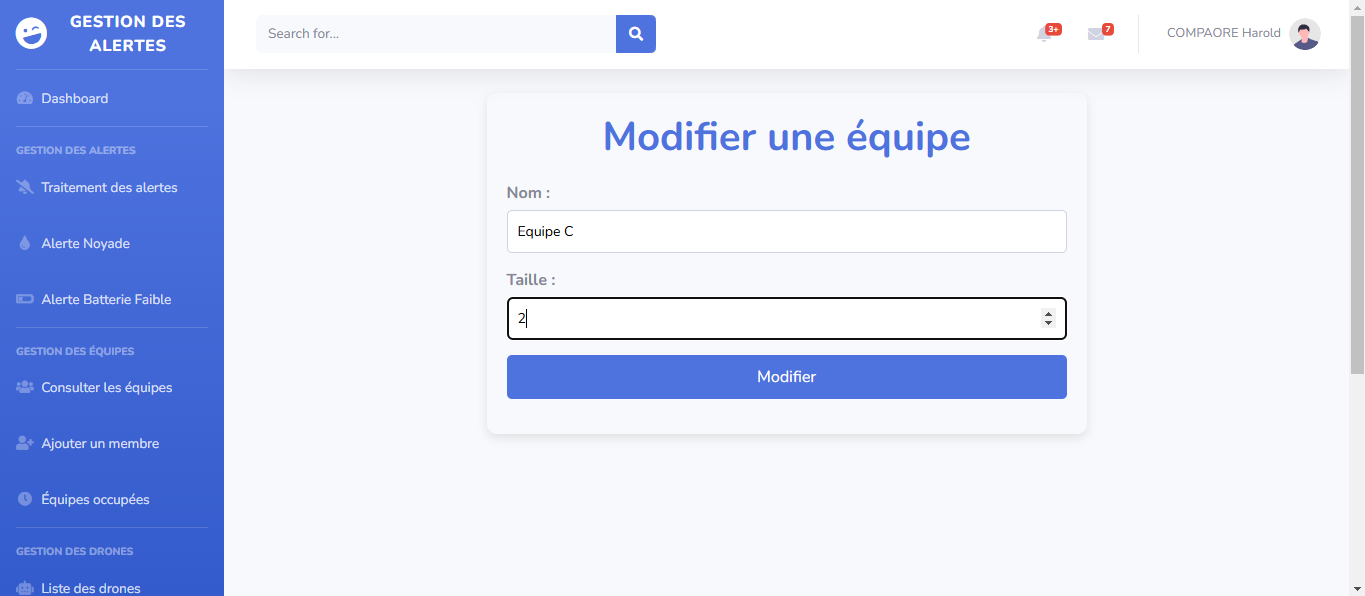 GESTION DES
ALERTES
Search for...
3+
7
COMPAORE Harold
Dashboard
GESTION DES ALERTES
Traitement des alertes
Alerte Noyade
Alerte Batterie Faible
GESTION DES ÉQUIPES
Consulter les équipes
Ajouter un membre
Équipes occupées
GESTION DES DRONES
Liste des drones
Modifier une équipe
Nom :
Equipe C
Taille :
2
Modifier